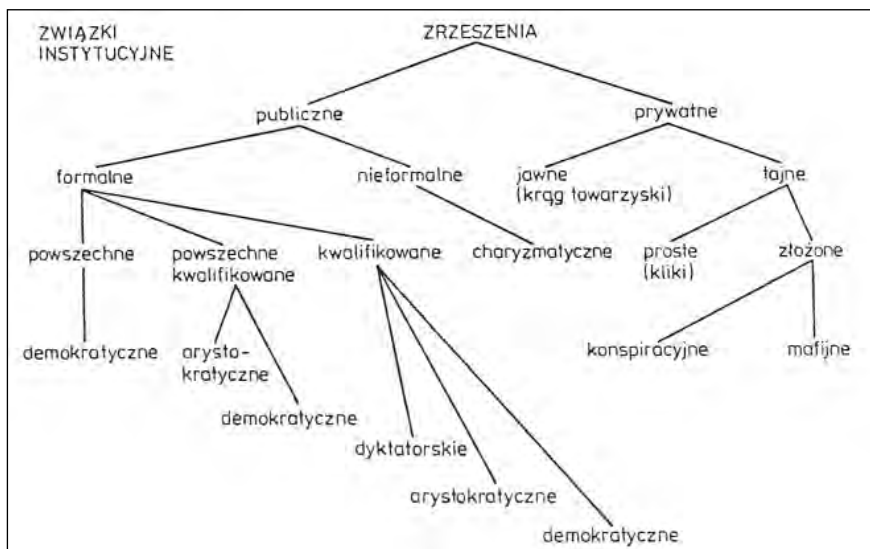 ZWIĄZKI
INSTYTUCYJNE
ZRZESZENIA
publiczne
prywatne
formalne
nieformalne
jawne
(krąg towarzyski)
tajne
powszechne
powszechne
kwalifikowane
kwalifikowane
charyzmatyczne
proste
(kliki)
złożone
demokratyczne
arysto-
kratyczne
konspiracyjne
mafijne
demokratyczne
dyktatorskie
arystokratyczne
demokratyczne